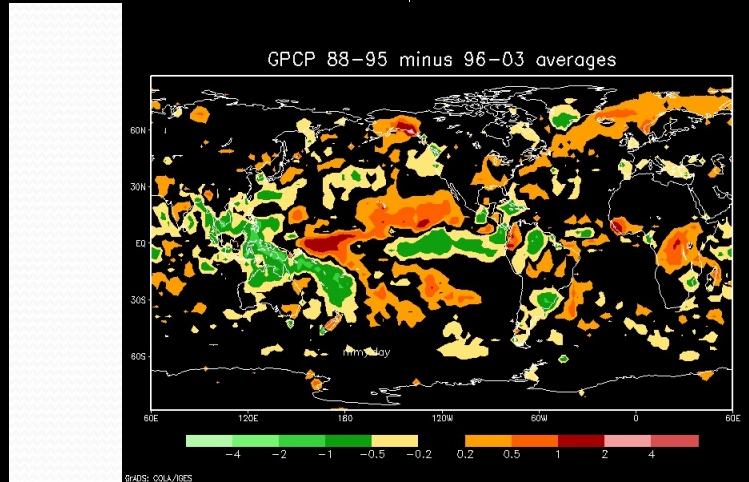 GPCP 88-95 minus 96-03 averages
60N
30N
EQ
30S
60S
mm/day
60E 120E 180 120W 60W 0 60E
-4 -2 -1 -0.5 -0.2 0.2 0.5 1 2 4
GrADS: COLA/IGES